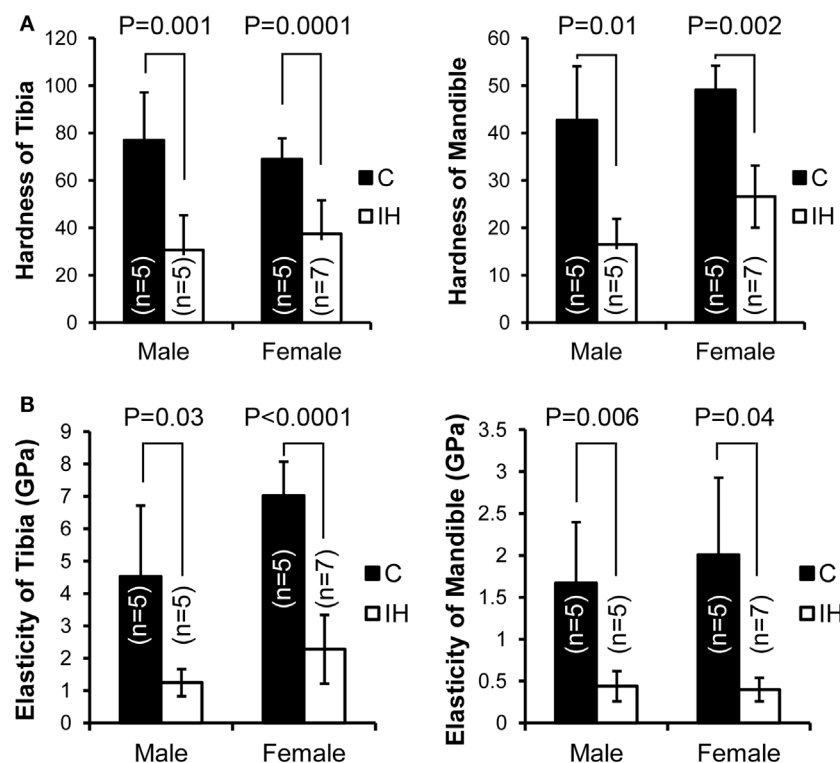 A
P=0.001 P=0.0001
Hardness of Tibia
120
100
80
60
40
20
0
(n=5) (n=5) (n=5) (n=7)
Male Female
C
IH
P=0.01 P=0.002
Hardness of Mandible
60
50
40
30
20
10
0
(n=5) (n=5) (n=5) (n=7)
Male Female
C
IH
B
P=0.03 P<0.0001
Elasticity of Tibia (GPa)
9
8
7
6
5
4
3
2
1
0
(n=5) (n=5) (n=5) (n=7)
Male Female
C
IH
P=0.006 P=0.04
Elasticity of Mandible (GPa)
3.5
3
2.5
2
1.5
1
0.5
0
(n=5) (n=5) (n=5) (n=7)
Male Female
C
IH